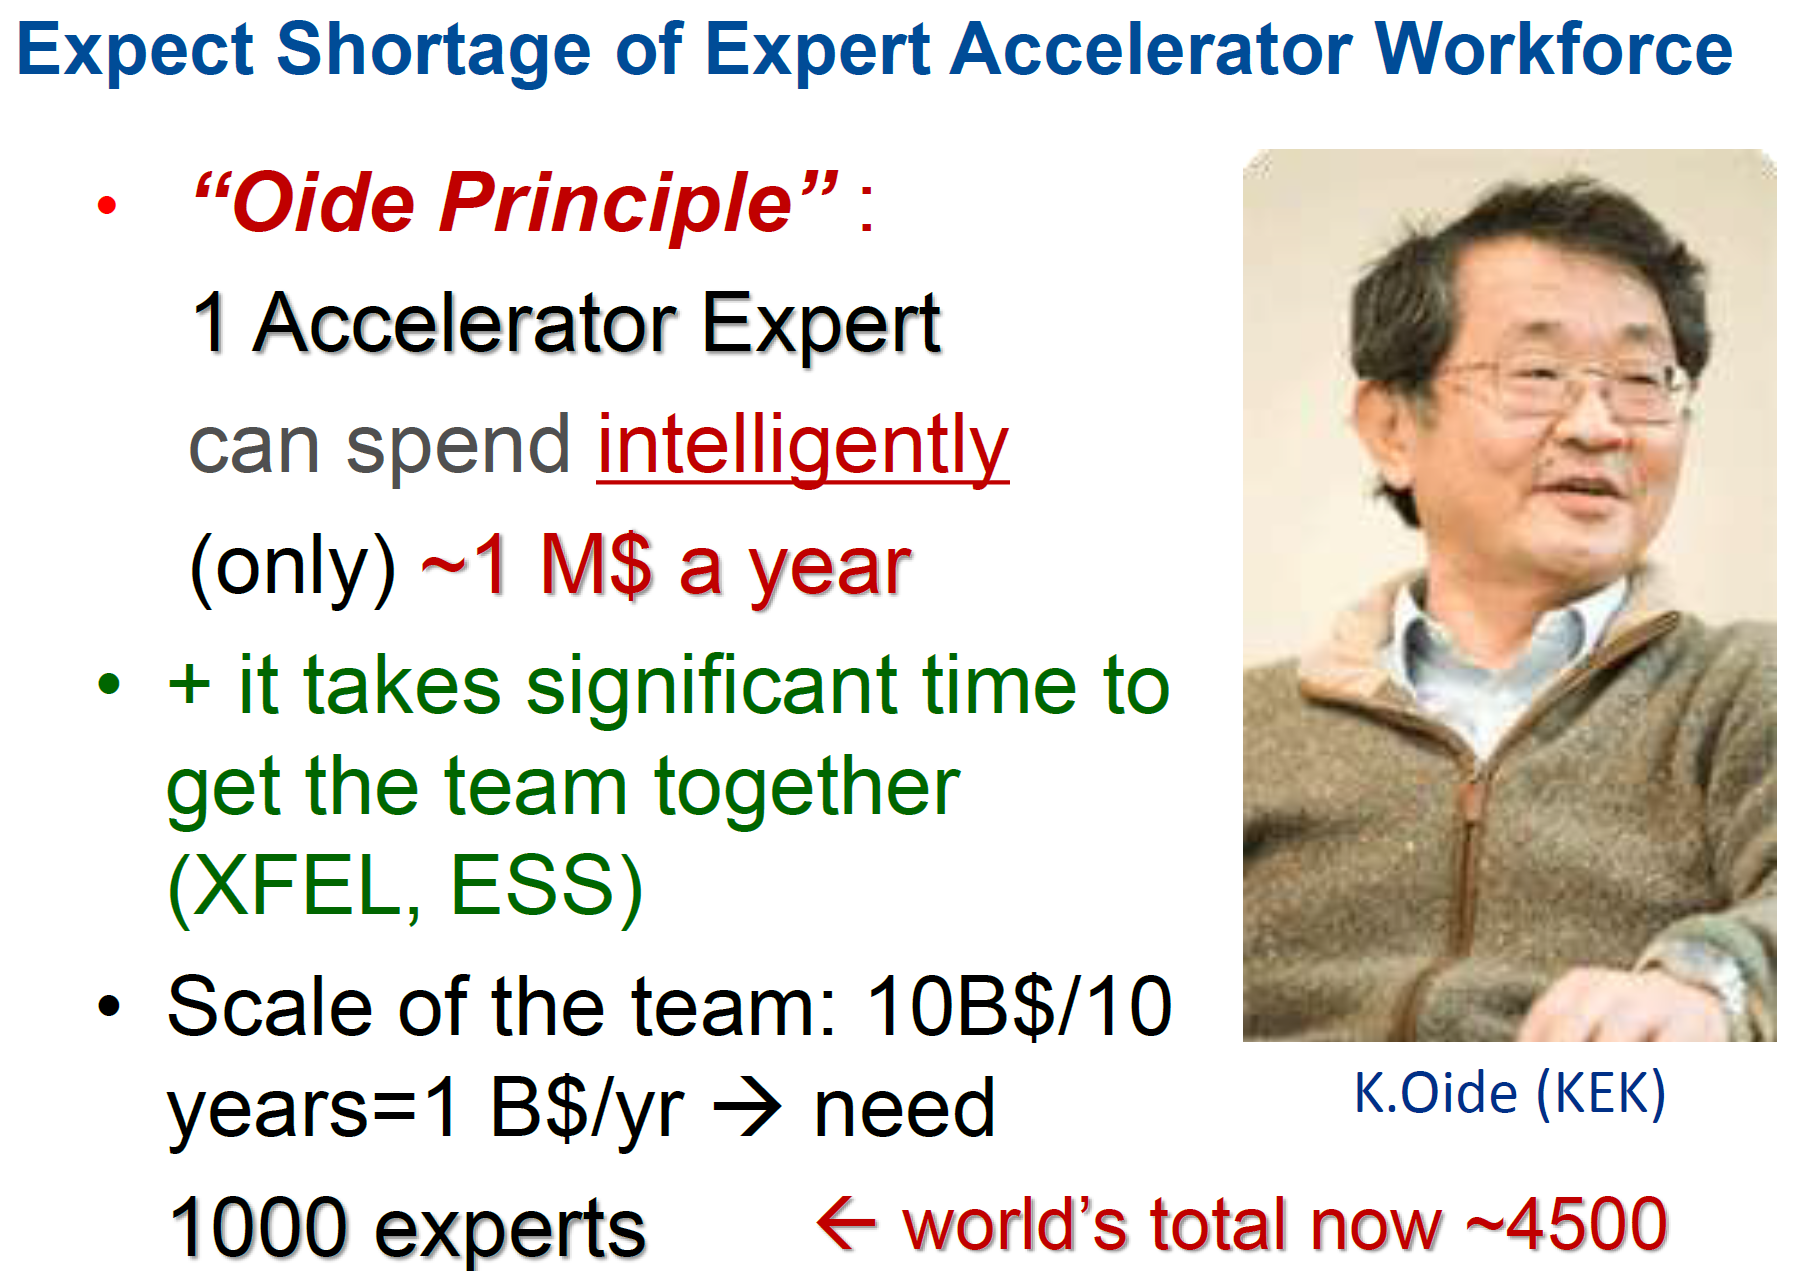 Expect Shortage of Expert Accelerator Workforce
• “Oide Principle” :
1 Accelerator Expert
can spend intelligently
(only) ~1 M$ a year
• + it takes significant time to
get the team together
(XFEL, ESS)
• Scale of the team: 10B$/10
years=1 B$/yr → need
1000 experts ← world’s total now ~4500
K.Oide (KEK)